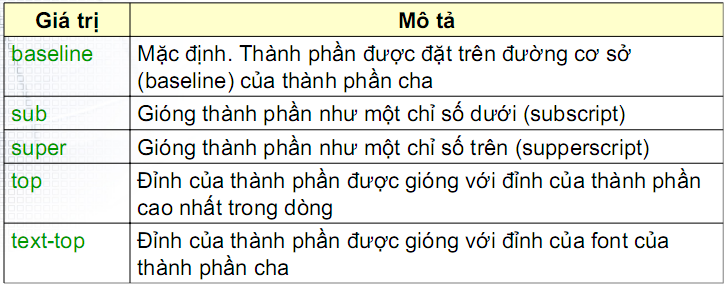 Giá trị Mô tả
baseline Mặc định. Thành phần được đặt trên đường cơ sở
(baseline) của thành phần cha
sub Gióng thành phần như một chỉ số dưới (subscript)
super Gióng thành phần như một chỉ số trên (supperscript)
top Đỉnh của thành phần được gióng với đỉnh của thành phần
cao nhất trong dòng
text-top Đỉnh của thành phần được gióng với đỉnh của font của
thành phần cha